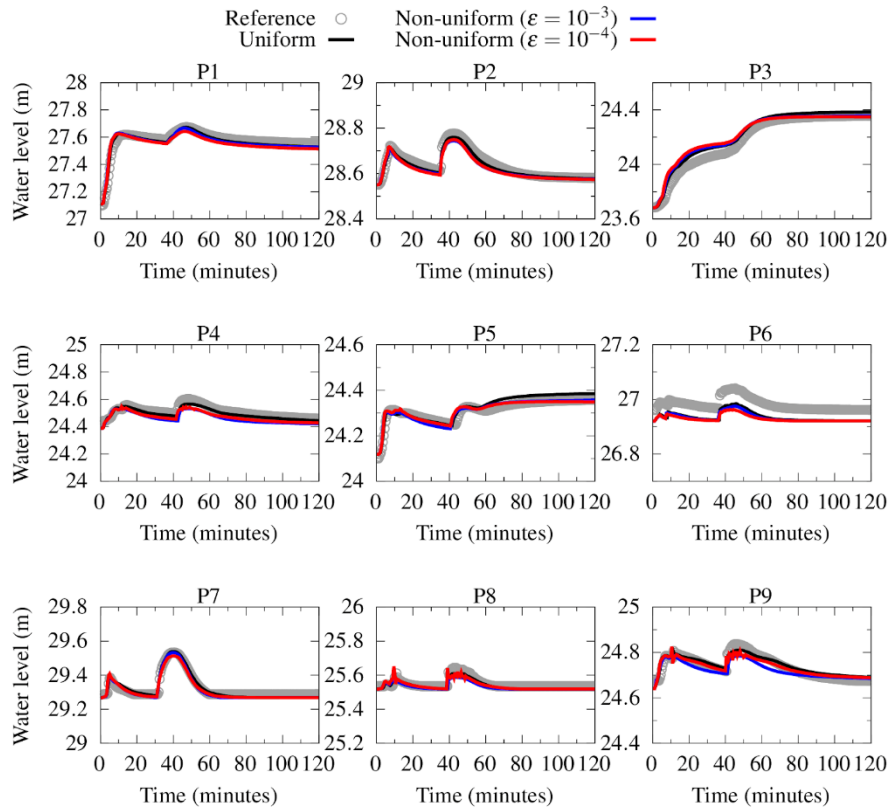 Reference Non-uniform (ε = 10⁻³)
Uniform Non-uniform (ε = 10⁻⁴)
P1 P2 P3
Water level (m)
28 27.8 27.6 27.4 27.2 27
29 28.8 28.6 28.4
24.4 24 23.6
0 20 40 60 80 100 120 0 20 40 60 80 100 120 0 20 40 60 80 100 120
Time (minutes) Time (minutes) Time (minutes)
P4 P5 P6
Water level (m)
25 24.8 24.6 24.4 24.2 24
24.6 24.4 24.2 24
27.2 27 26.8
0 20 40 60 80 100 120 0 20 40 60 80 100 120 0 20 40 60 80 100 120
Time (minutes) Time (minutes) Time (minutes)
P7 P8 P9
Water level (m)
29.8 29.6 29.4 29.2 29
26 25.8 25.6 25.4 25.2
25 24.8 24.6 24.4
0 20 40 60 80 100 120 0 20 40 60 80 100 120 0 20 40 60 80 100 120
Time (minutes) Time (minutes) Time (minutes)